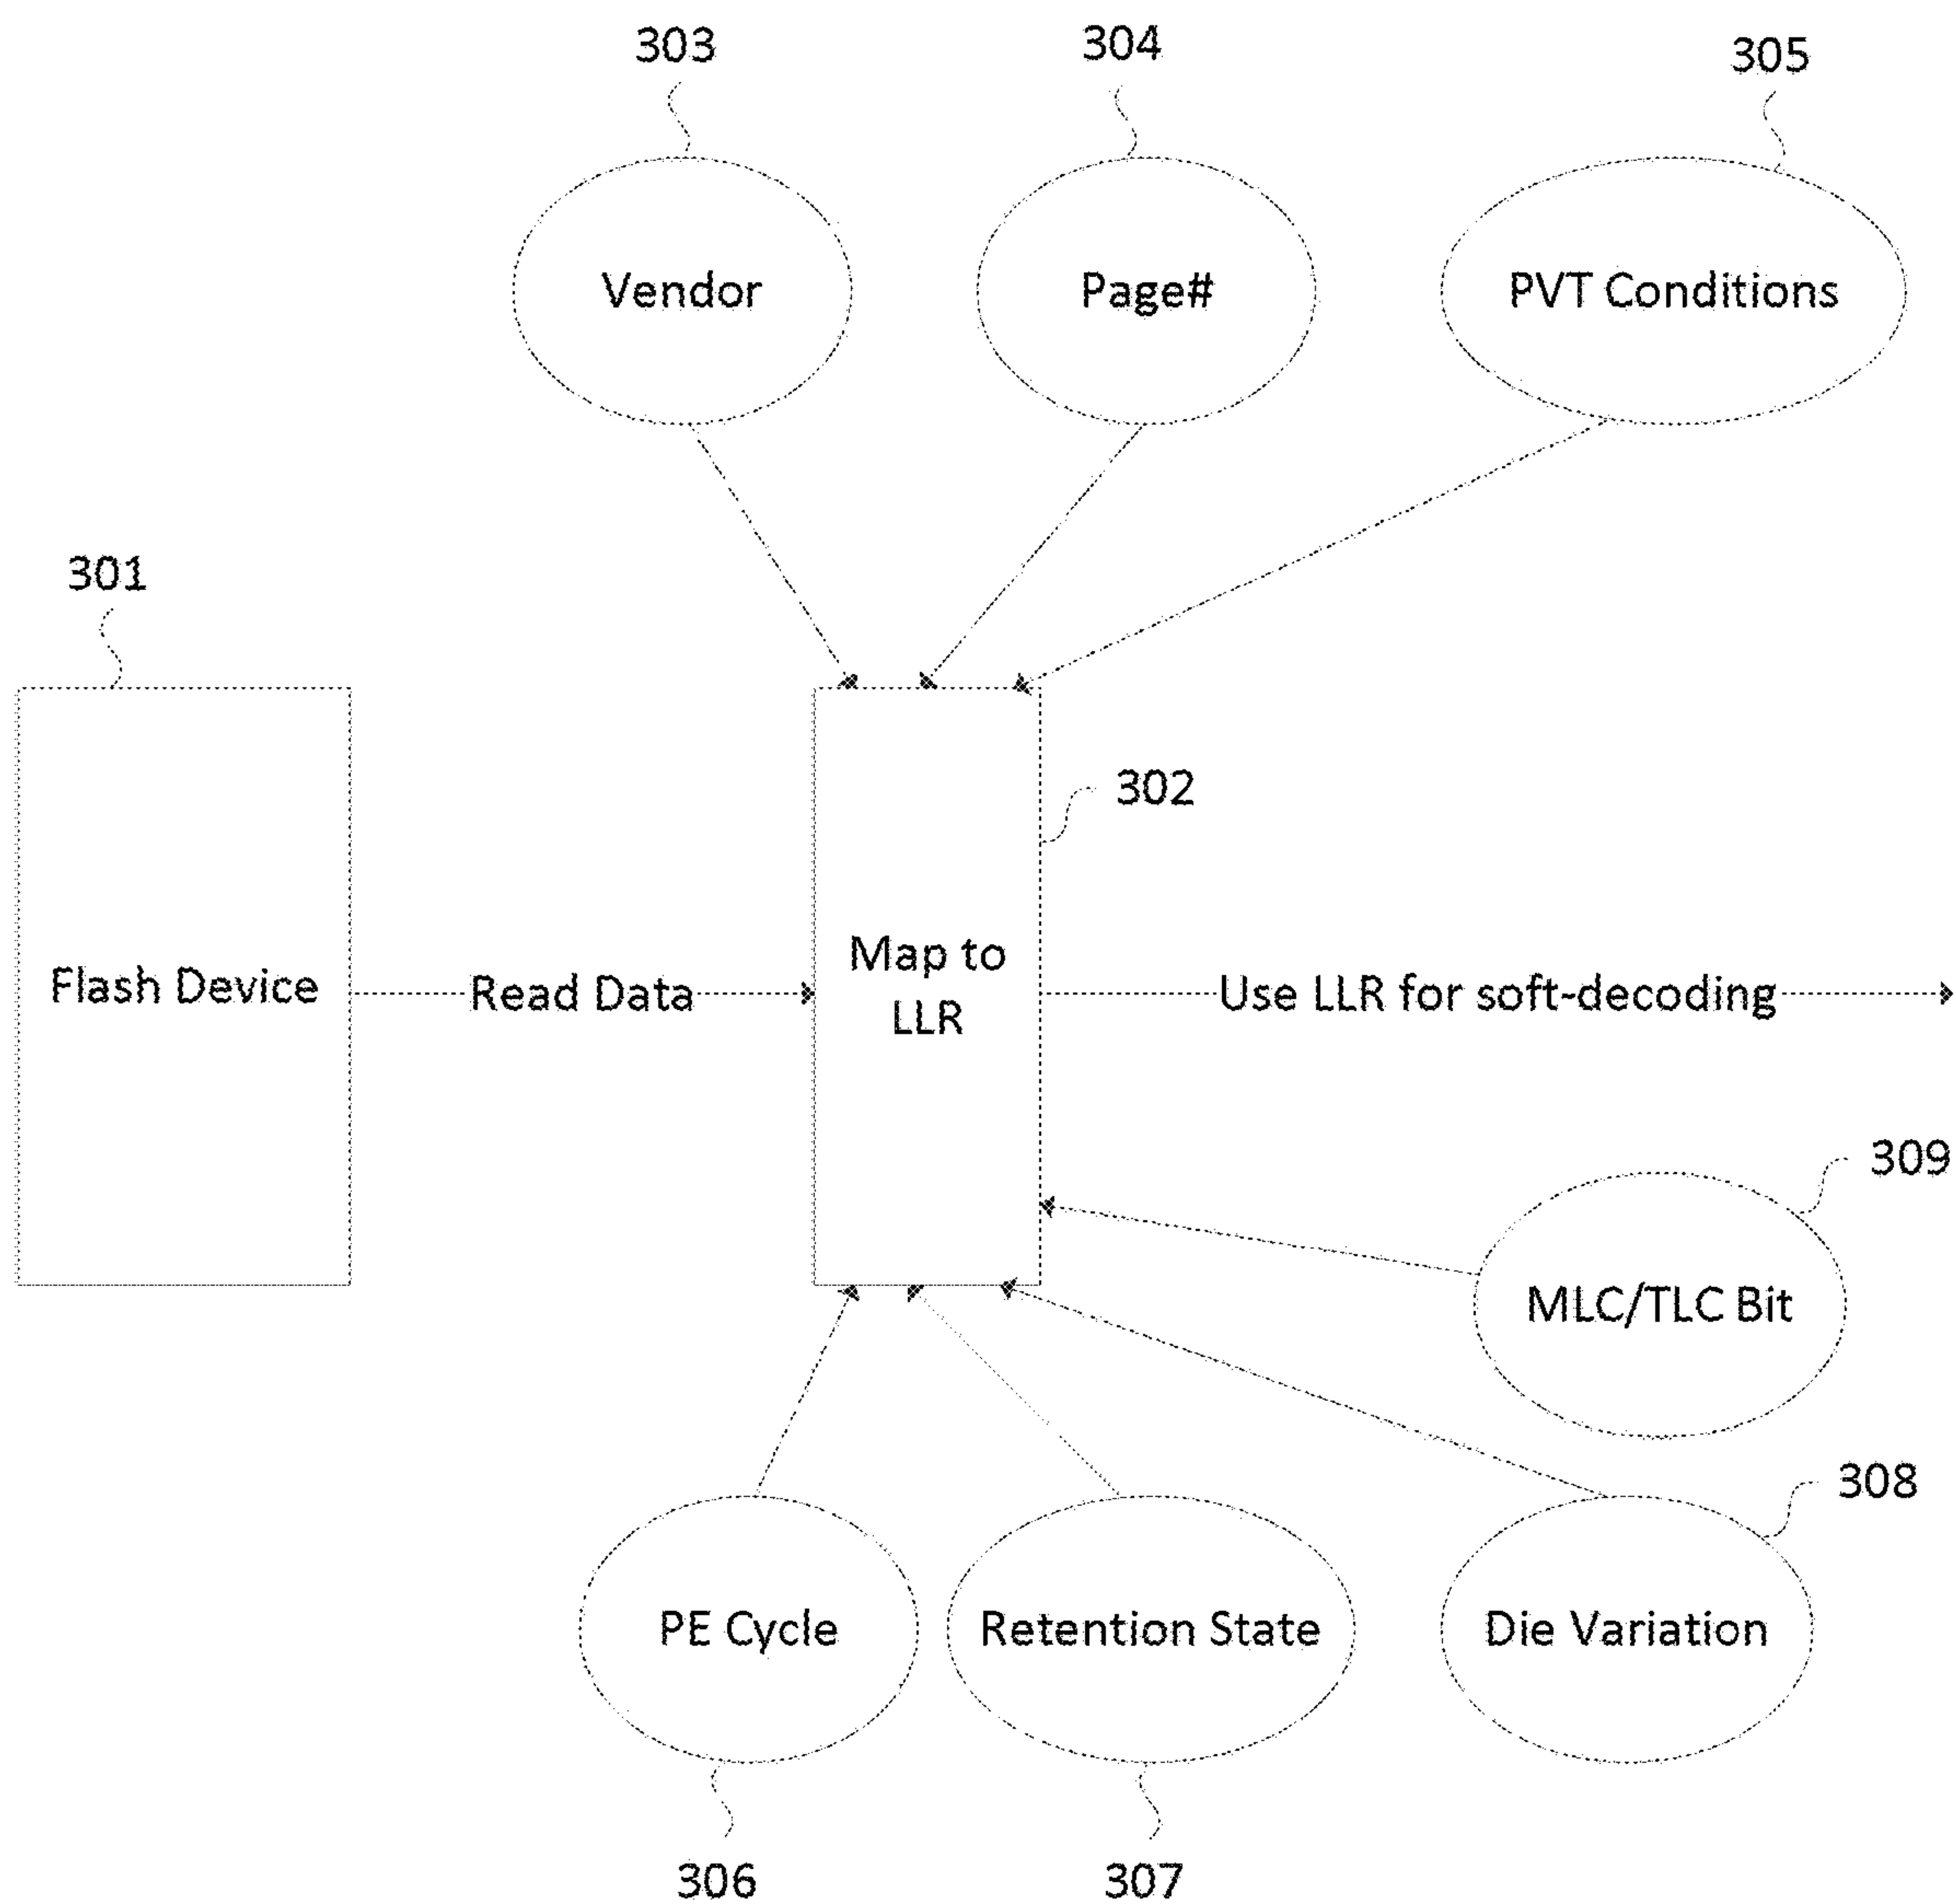 303
304
305
Vendor
Page#
PVT Conditions
301
302
Flash Device
Read Data
Map to
LLR
Use LLR for soft-decoding
309
MLC/TLC Bit
308
PE Cycle
Retention State
Die Variation
306
307